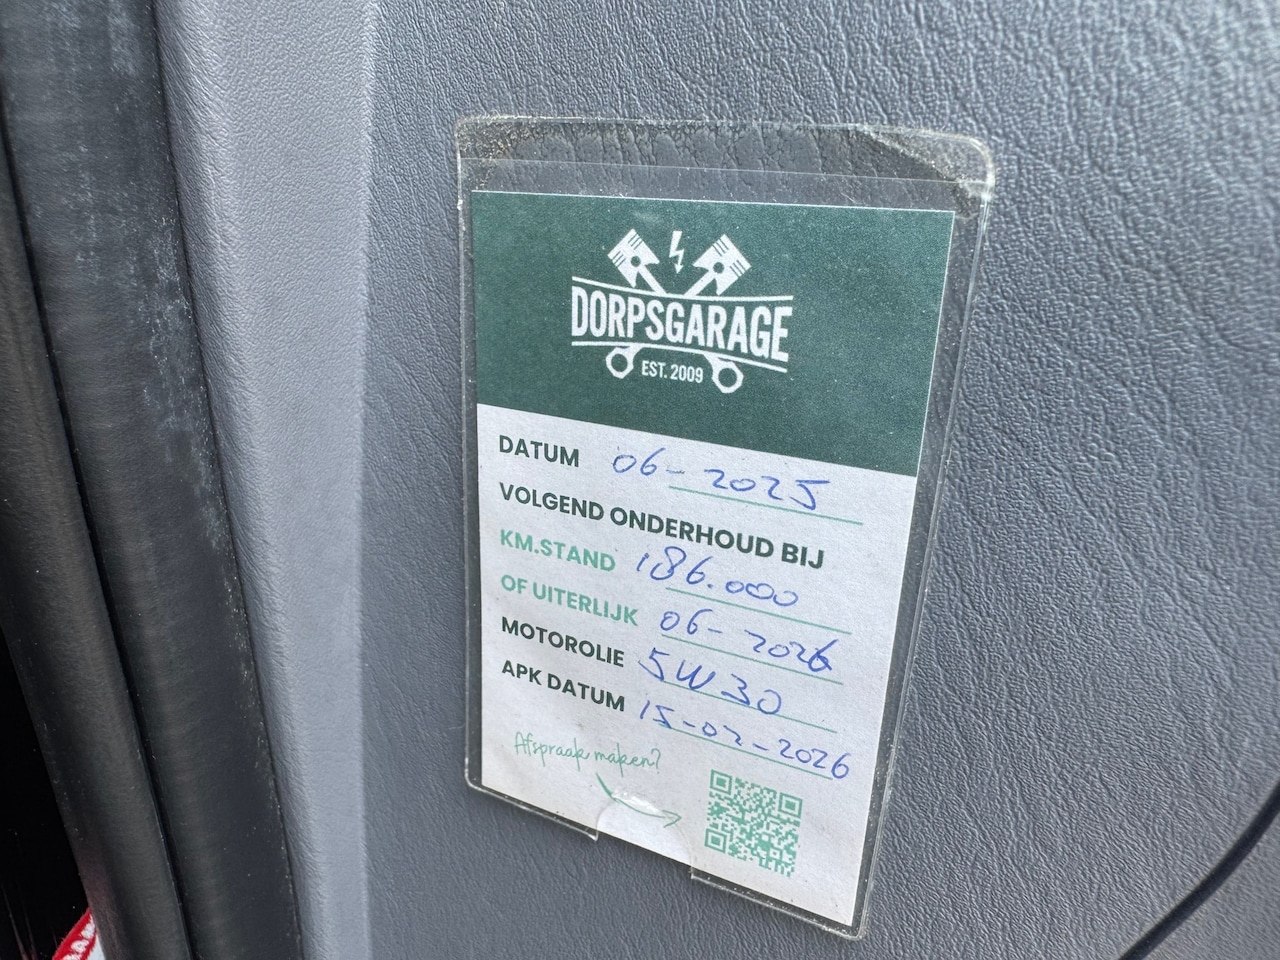 DORPSGARAGE
EST. 2009
DATUM 06-2025
VOLGEND ONDERHOUD BIJ
KM.STAND 186.000
OF UITERLIJK 06-2026
MOTOROLIE 5W30
APK DATUM 15-02-2026
Afspraak maken?